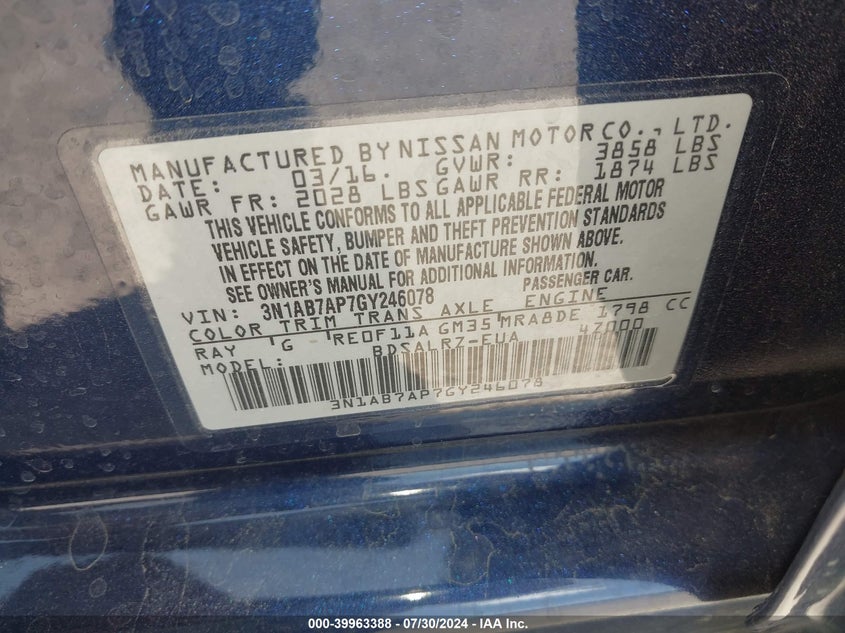 MANUFACTURED BY NISSAN MOTOR CO., LTD.
DATE: 03/16. GVWR: 3858 LBS
GAWR FR: 2028 LBS GAWR RR: 1874 LBS
THIS VEHICLE CONFORMS TO ALL APPLICABLE FEDERAL MOTOR
VEHICLE SAFETY, BUMPER AND THEFT PREVENTION STANDARDS
IN EFFECT ON THE DATE OF MANUFACTURE SHOWN ABOVE.
SEE OWNER'S MANUAL FOR ADDITIONAL INFORMATION.
VIN: 3N1AB7AP7GY246078 PASSENGER CAR.
COLOR TRIM TRANS AXLE ENGINE
RAY G RE0F11A GM35 MRA8DE 1798 CC
MODEL: BDSALRZ-EUA 47000
3N1AB7AP7GY246078
000-39963388 - 07/30/2024 - IAA Inc.